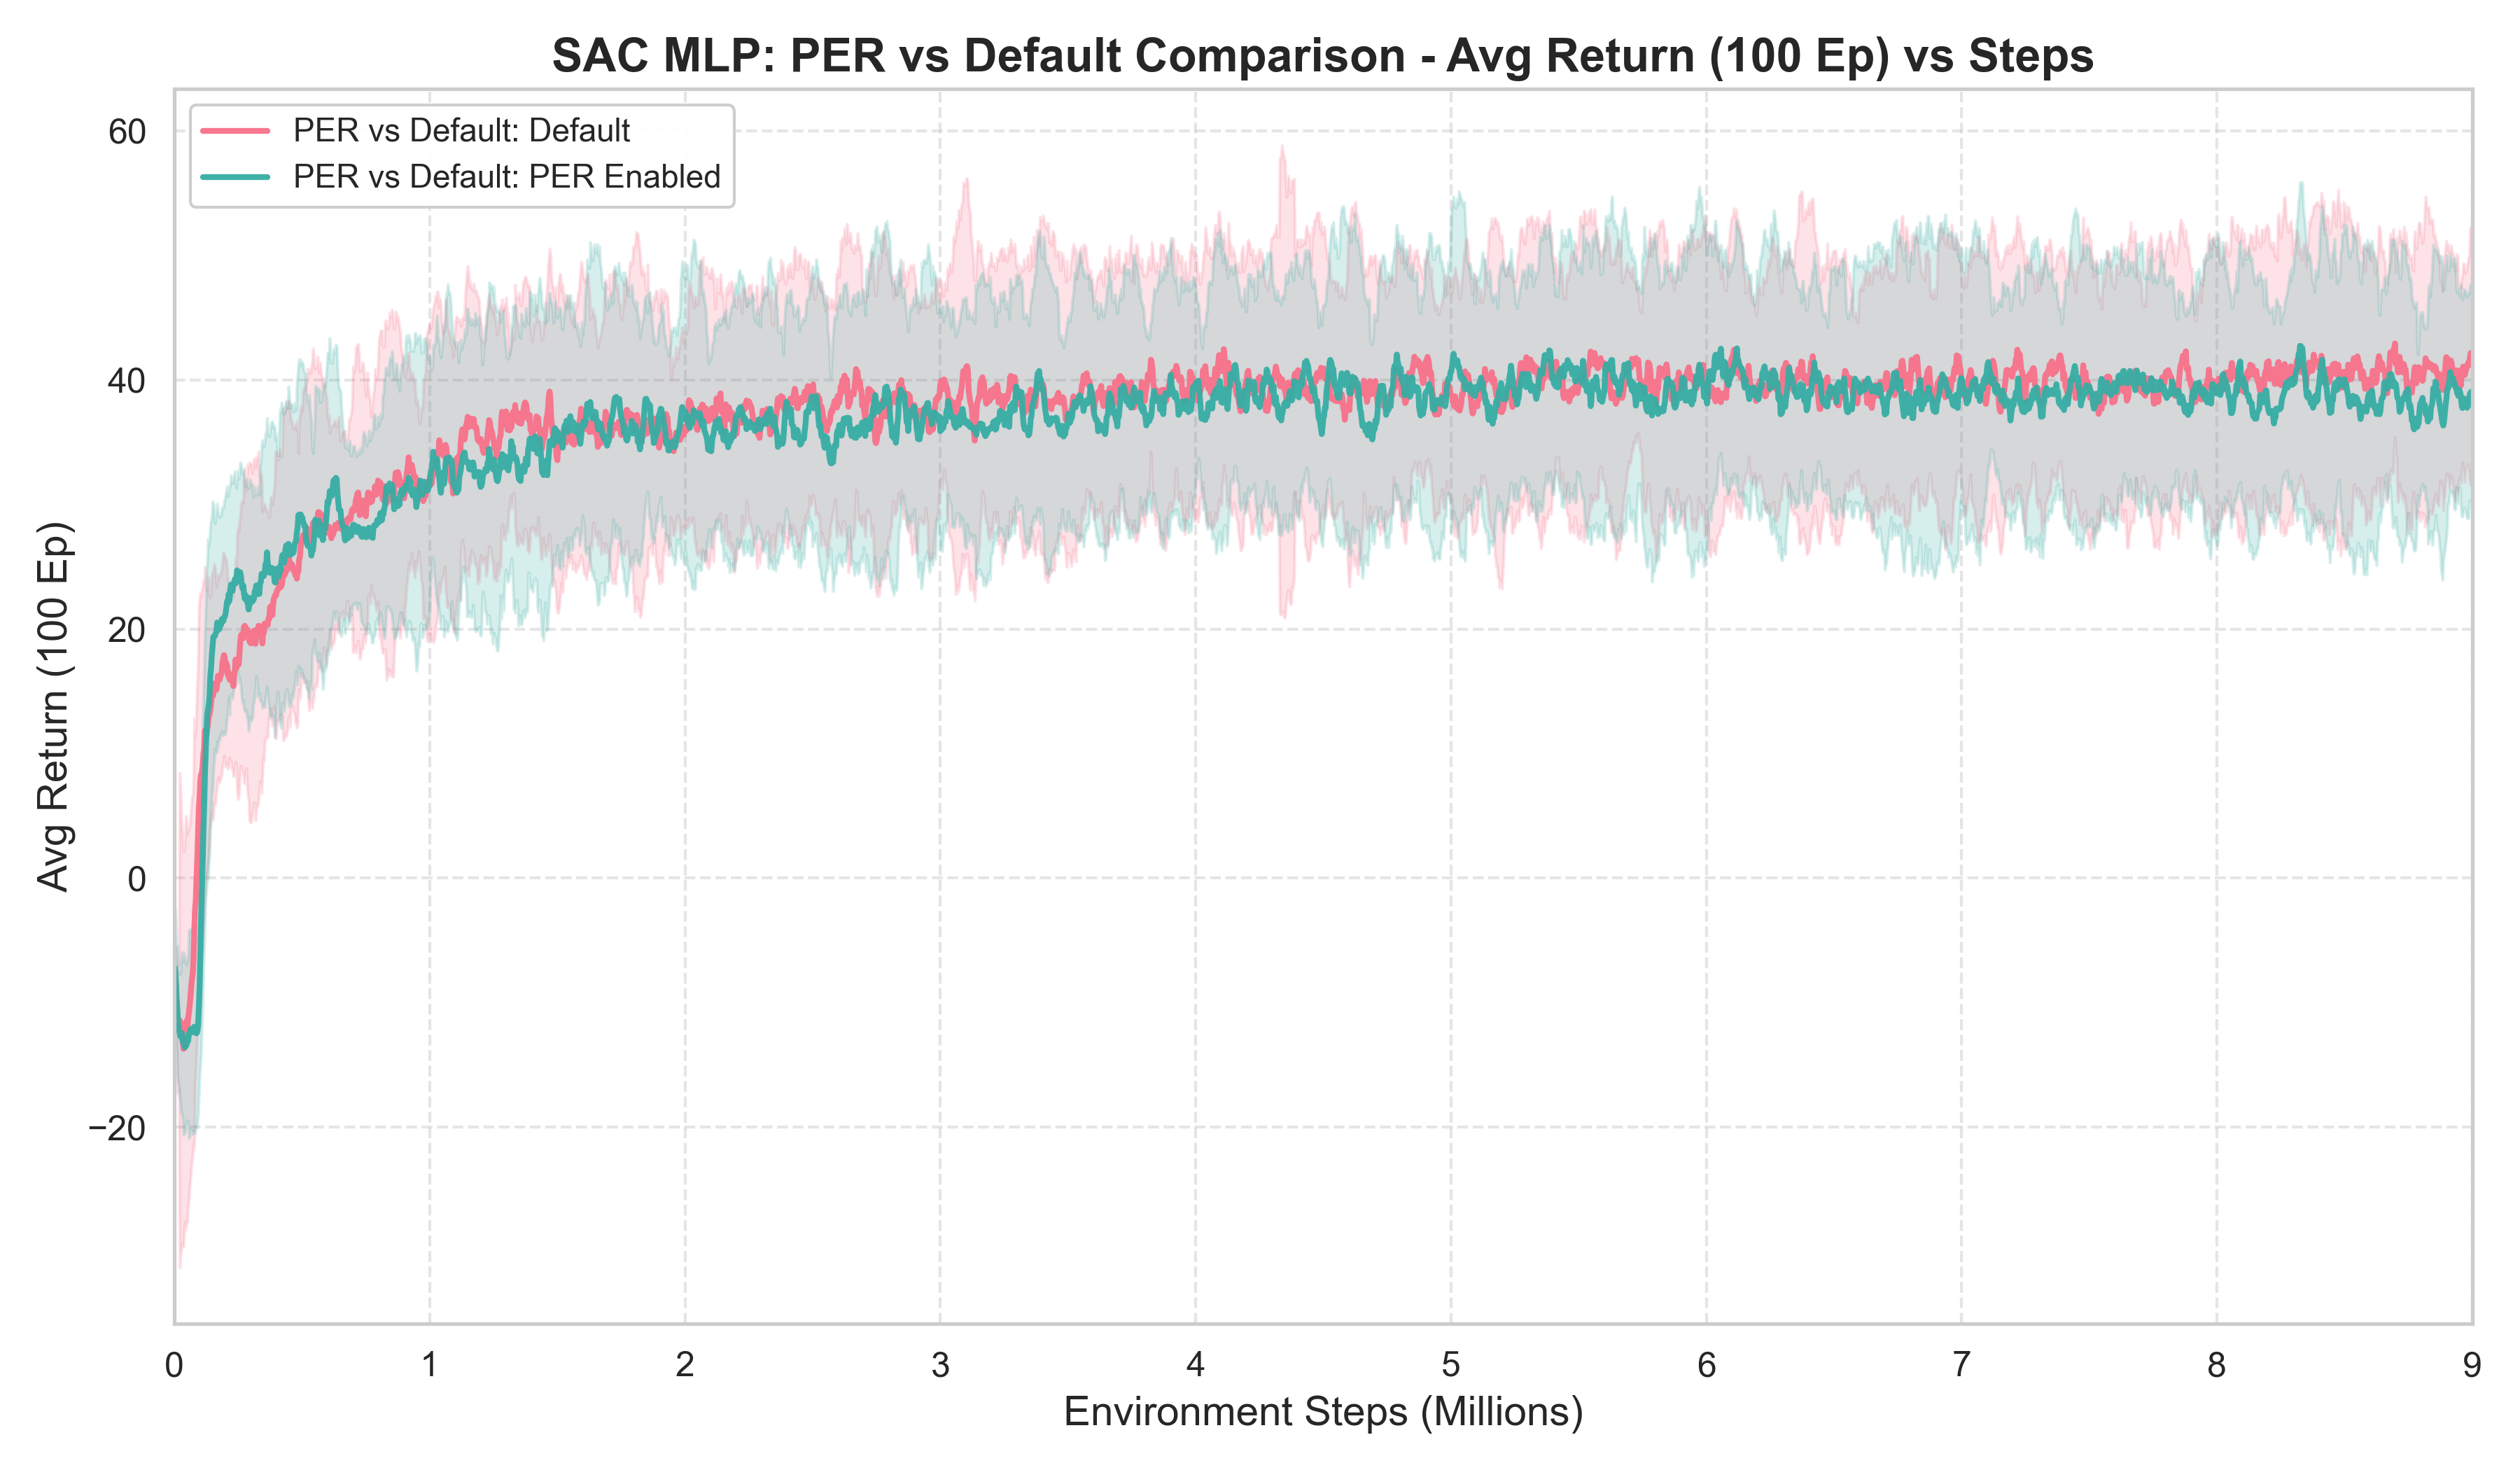 SAC MLP: PER vs Default Comparison - Avg Return (100 Ep) vs Steps
PER vs Default: Default
PER vs Default: PER Enabled
Avg Return (100 Ep)
60
40
20
0
−20
0 1 2 3 4 5 6 7 8 9
Environment Steps (Millions)